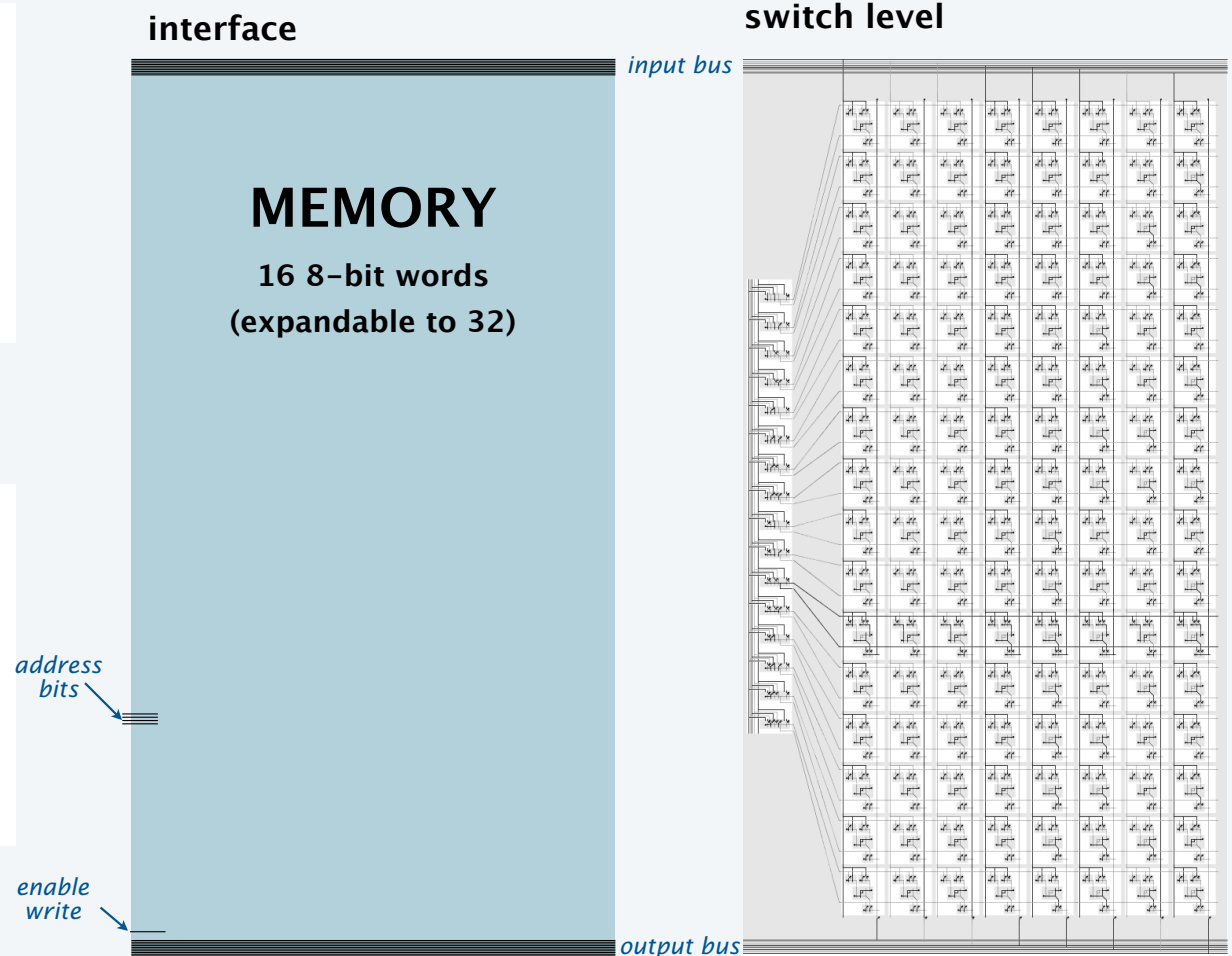 interface
switch level
input bus
MEMORY
16 8-bit words
(expandable to 32)
address
bits
enable
write
output bus